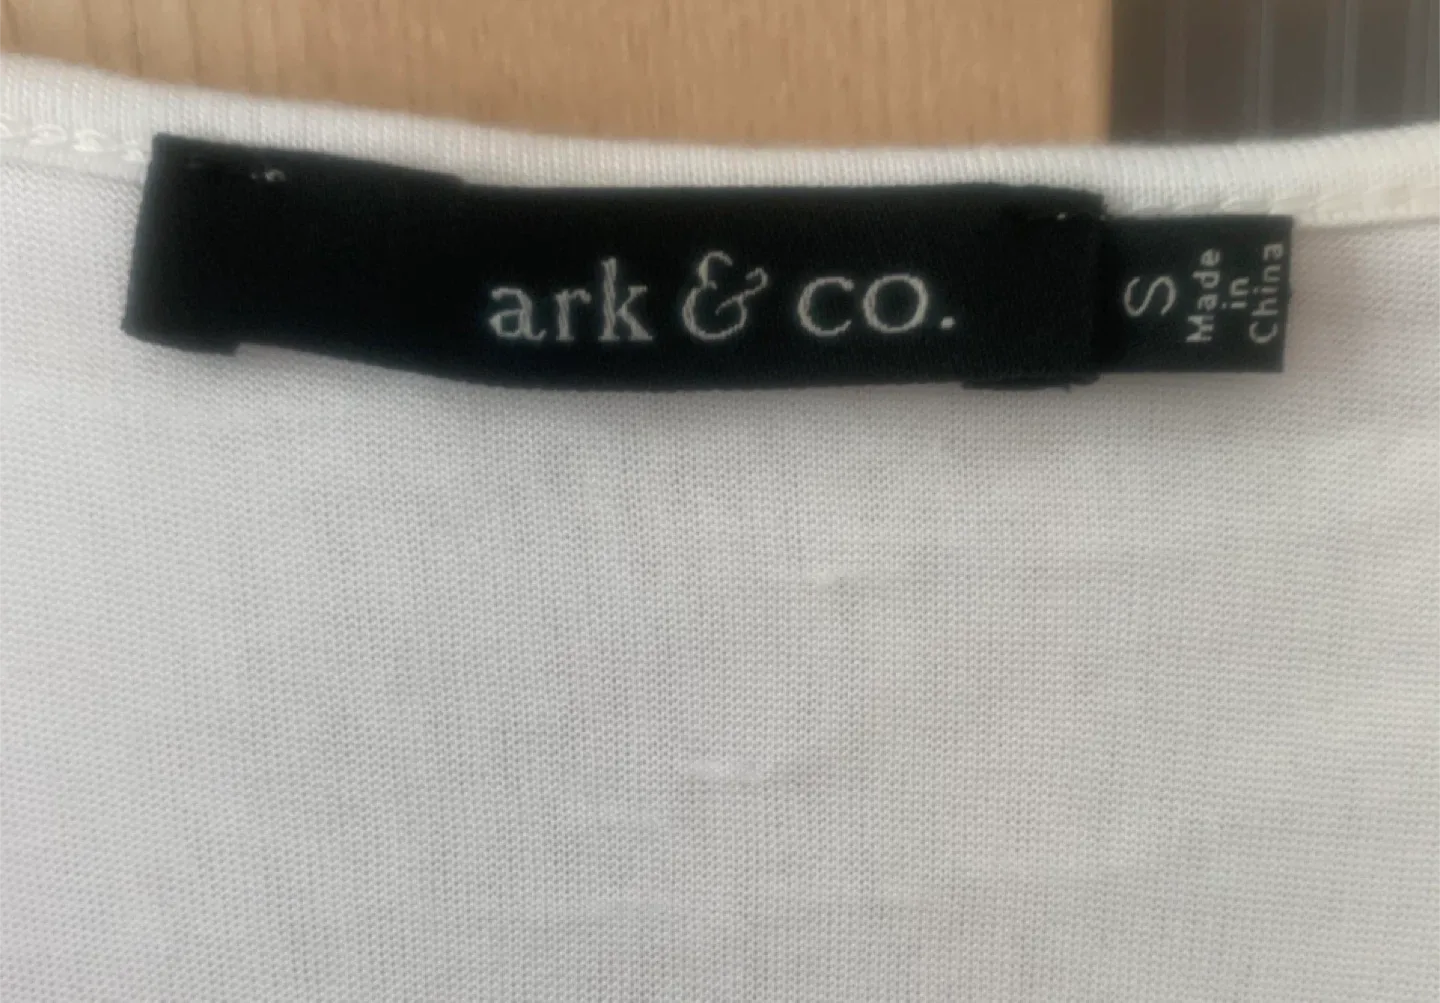 ark & co.
S
Made
in
China